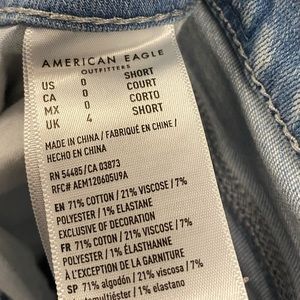 AMERICAN EAGLE
OUTFITTERS
US 0 SHORT
CA 0 COURT
MX 0 CORTO
UK 4 SHORT
MADE IN CHINA / FABRIQUÉ EN CHINE /
HECHO EN CHINA
RN 54485/CA 03873
RFC# AEM120605U9A
EN 71% COTTON / 21% VISCOSE / 7%
POLYESTER / 1% ELASTANE
EXCLUSIVE OF DECORATION
FR 71% COTON / 21% VISCOSE / 7%
POLYESTER / 1% ÉLASTHANNE
À L'EXCEPTION DE LA GARNITURE
SP 71% algodón / 21% viscosa / 7%
/ 1% elastano